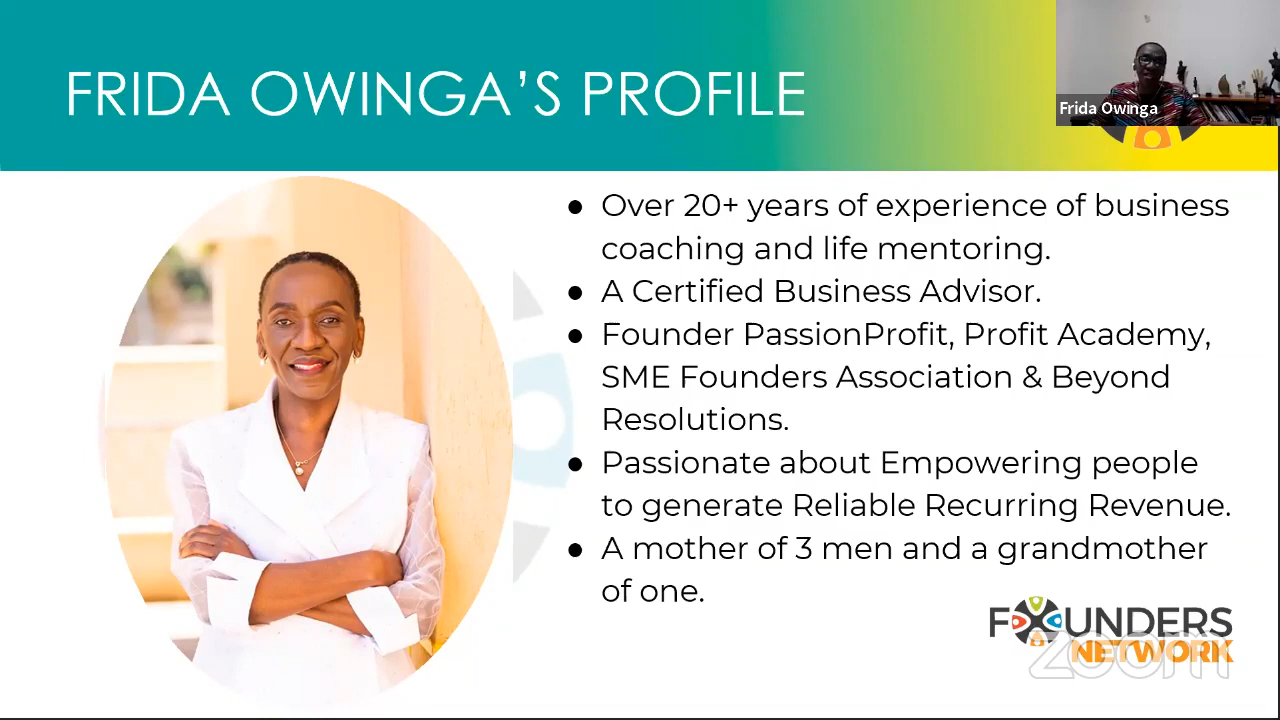 FRIDA OWINGA'S PROFILE
Frida Owinga
● Over 20+ years of experience of business
coaching and life mentoring.
● A Certified Business Advisor.
● Founder PassionProfit, Profit Academy,
SME Founders Association & Beyond
Resolutions.
● Passionate about Empowering people
to generate Reliable Recurring Revenue.
● A mother of 3 men and a grandmother
of one.
FOUNDERS
NETWORK
zoom